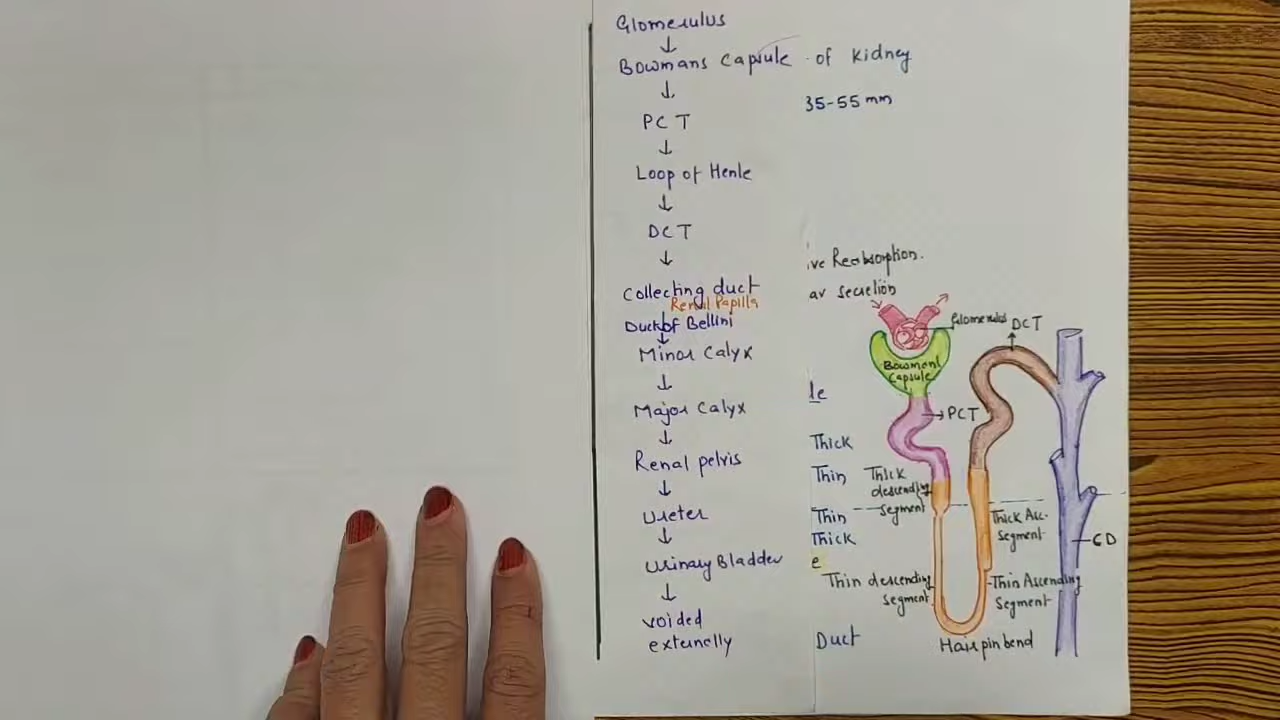 Glomerulus
↓
Bowmans Capsule of Kidney
↓
35-55 mm
PCT
↓
Loop of Henle
↓
DCT
↓
ive Reabsorption.
Collecting duct
Renal Papilla
ar secretion
Duct of Bellini
↓
Minor Calyx
↓
Major Calyx
↓
Renal pelvis
↓
Ureter
↓
Urinary Bladder
↓
voided
externally
le
Thick
Thin
Thin
Thick
e
Duct
Glomerulus
DCT
Bowmans
Capsule
PCT
Thick
descending
segment
Thick Asc.
segment
CD
Thin descending
segment
Thin Ascending
Segment
Hair pin bend